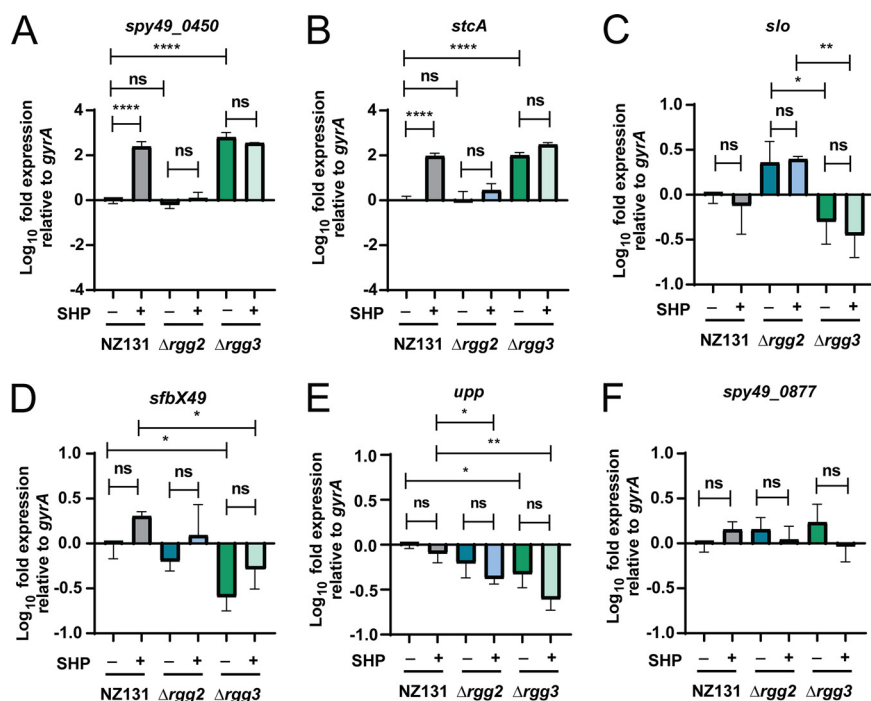 A
spy49_0450
****
ns
****
ns
ns
Log10 fold expression
relative to gyrA
4
2
0
-2
-4
SHP – + – + – +
NZ131 Δrgg2 Δrgg3
B
stcA
****
ns
****
ns
ns
Log10 fold expression
relative to gyrA
4
2
0
-2
-4
SHP – + – + – +
NZ131 Δrgg2 Δrgg3
C
slo
**
*
ns
ns
ns
Log10 fold expression
relative to gyrA
1.0
0.5
0.0
-0.5
-1.0
SHP – + – + – +
NZ131 Δrgg2 Δrgg3
D
sfbX49
*
*
ns
ns
ns
Log10 fold expression
relative to gyrA
1.0
0.5
0.0
-0.5
-1.0
SHP – + – + – +
NZ131 Δrgg2 Δrgg3
E
upp
*
**
*
ns
ns
ns
Log10 fold expression
relative to gyrA
1.0
0.5
0.0
-0.5
-1.0
SHP – + – + – +
NZ131 Δrgg2 Δrgg3
F
spy49_0877
ns
ns
ns
Log10 fold expression
relative to gyrA
1.0
0.5
0.0
-0.5
-1.0
SHP – + – + – +
NZ131 Δrgg2 Δrgg3